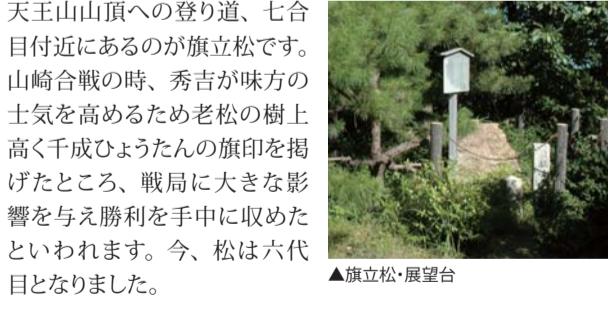 天王山山頂への登り道、七合
目付近にあるのが旗立松です。
山崎合戦の時、秀吉が味方の
士気を高めるため老松の樹上
高く千成ひょうたんの旗印を掲
げたところ、戦局に大きな影
響を与え勝利を手中に収めた
といわれます。今、松は六代
目となりました。
▲旗立松・展望台